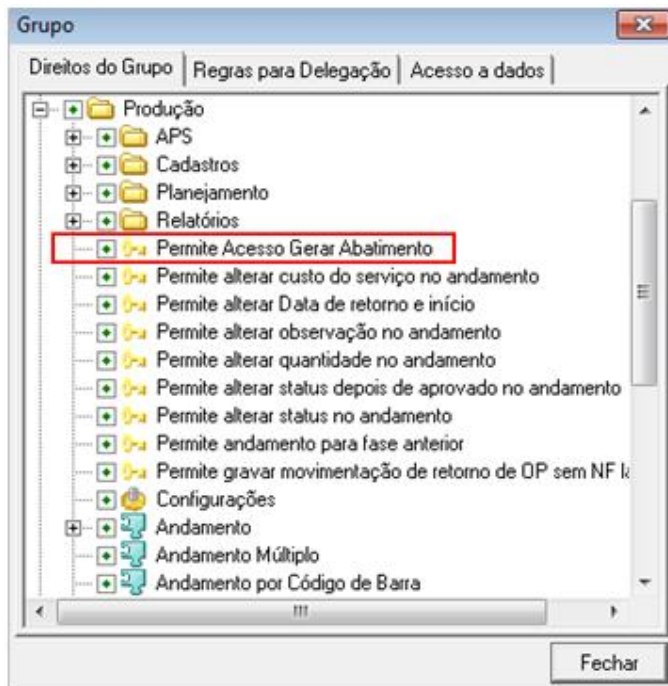 Grupo
Direitos do Grupo Regras para Delegação Acesso a dados
Produção
APS
Cadastros
Planejamento
Relatórios
Permite Acesso Gerar Abatimento
Permite alterar custo do serviço no andamento
Permite alterar Data de retorno e início
Permite alterar observação no andamento
Permite alterar quantidade no andamento
Permite alterar status depois de aprovado no andamento
Permite alterar status no andamento
Permite andamento para fase anterior
Permite gravar movimentação de retorno de OP sem NF
Configurações
Andamento
Andamento Múltiplo
Andamento por Código de Barra
Fechar